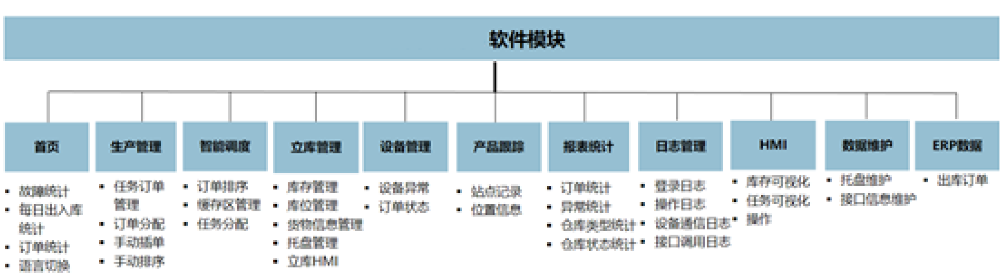 软件模块
首页
故障统计
每日出入库
统计
订单统计
语言切换
生产管理
任务订单
管理
订单分配
手动插单
手动排序
智能调度
订单排序
缓存区管理
任务分配
立库管理
库存管理
库位管理
货物信息管理
托盘管理
立库HMI
设备管理
设备异常
订单状态
产品跟踪
站点记录
位置信息
报表统计
订单统计
异常统计
仓库类型统计
仓库状态统计
日志管理
登录日志
操作日志
设备通信日志
接口调用日志
HMI
库存可视化
任务可视化
操作
数据维护
托盘维护
接口信息维护
ERP数据
出库订单